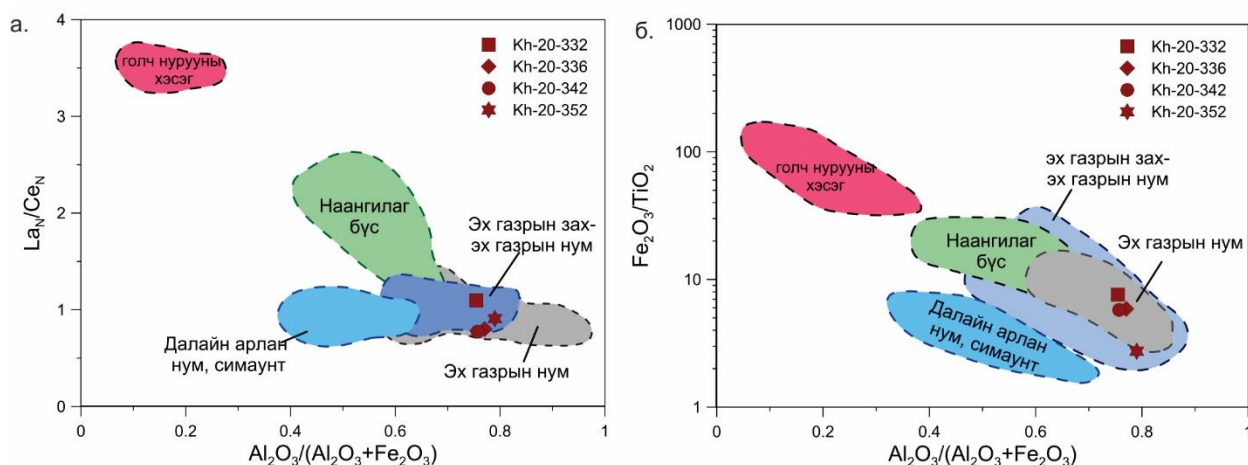 а.
4
3
2
1
0
La_N/Ce_N
голч нурууны
хэсэг
Kh-20-332
Kh-20-336
Kh-20-342
Kh-20-352
Наангилаг
бүс
Эх газрын зах-
эх газрын нум
Далайн арлан
нум, симаунт
Эх газрын нум
0 0.2 0.4 0.6 0.8 1
Al₂O₃/(Al₂O₃+Fe₂O₃)
б.
1000
100
10
1
Fe₂O₃/TiO₂
Kh-20-332
Kh-20-336
Kh-20-342
Kh-20-352
голч нурууны
хэсэг
эх газрын зах-
эх газрын нум
Наангилаг
бүс
Эх газрын нум
Далайн арлан
нум, симаунт
0 0.2 0.4 0.6 0.8 1
Al₂O₃/(Al₂O₃+Fe₂O₃)